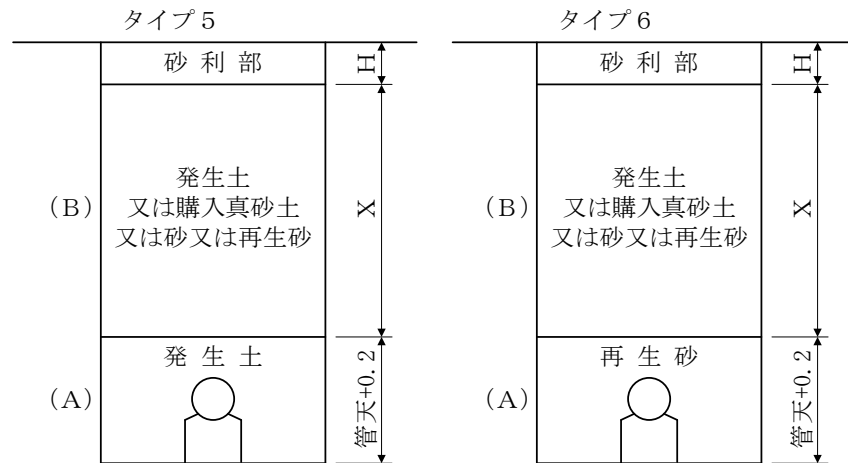 タイプ5
砂利部
H
(B)
発生土
又は購入真砂土
又は砂又は再生砂
X
発生土
(A)
管天+0.2
タイプ6
砂利部
H
(B)
発生土
又は購入真砂土
又は砂又は再生砂
X
再生砂
(A)
管天+0.2